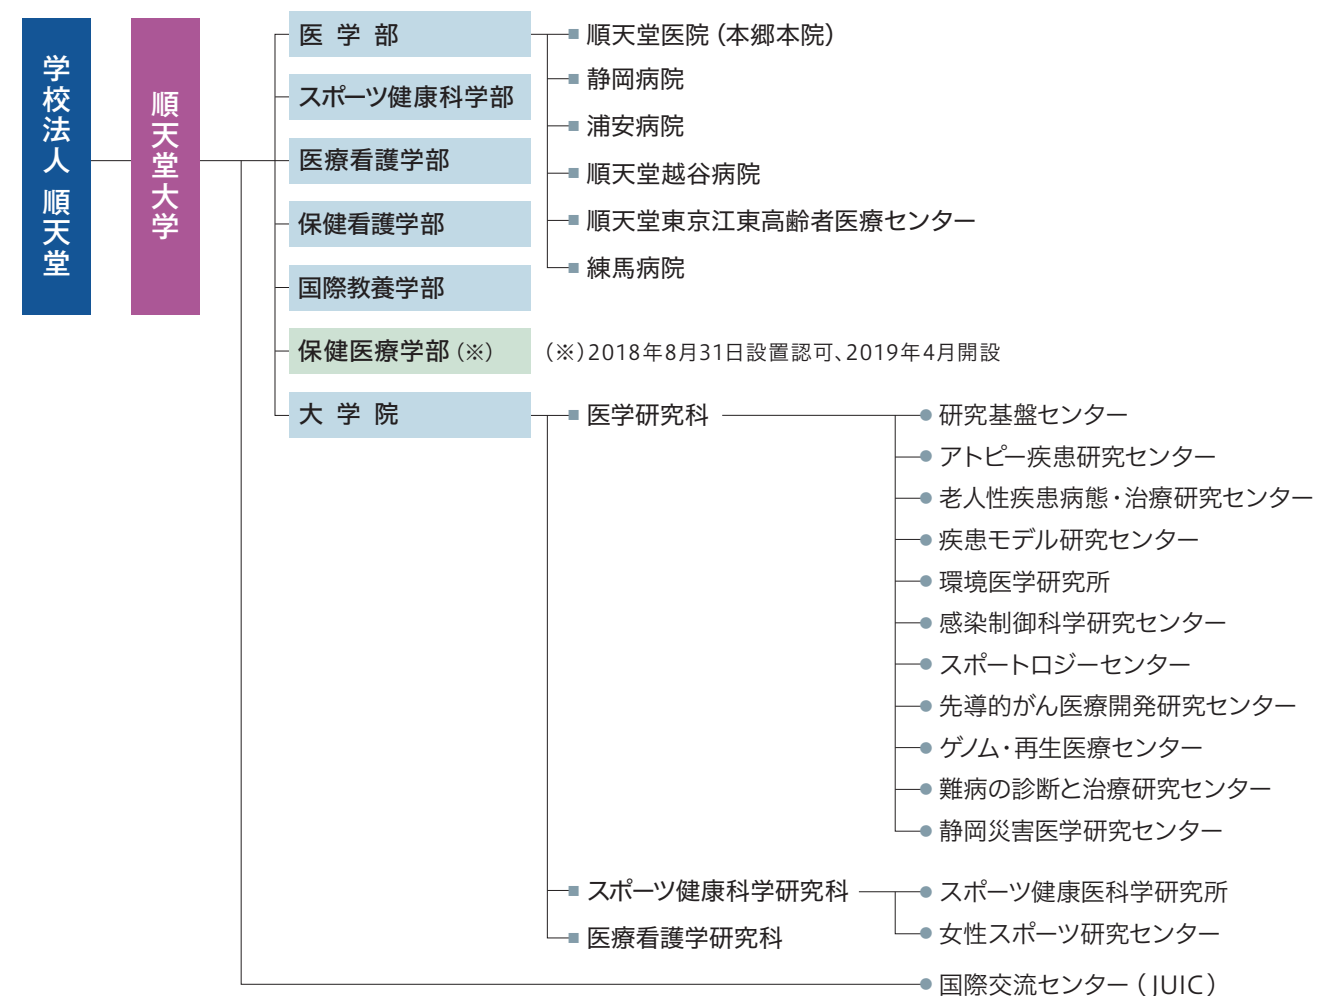 学校法人 順天堂
順天堂大学
医学部
順天堂医院（本郷本院）
静岡病院
スポーツ健康科学部
浦安病院
医療看護学部
順天堂越谷病院
保健看護学部
順天堂東京江東高齢者医療センター
練馬病院
国際教養学部
保健医療学部（※）
（※）2018年8月31日設置認可、2019年4月開設
大学院
医学研究科
研究基盤センター
アトピー疾患研究センター
老人性疾患病態・治療研究センター
疾患モデル研究センター
環境医学研究所
感染制御科学研究センター
スポートロジーセンター
先導的がん医療開発研究センター
ゲノム・再生医療センター
難病の診断と治療研究センター
静岡災害医学研究センター
スポーツ健康科学研究科
スポーツ健康医科学研究所
女性スポーツ研究センター
医療看護学研究科
国際交流センター（JUIC）